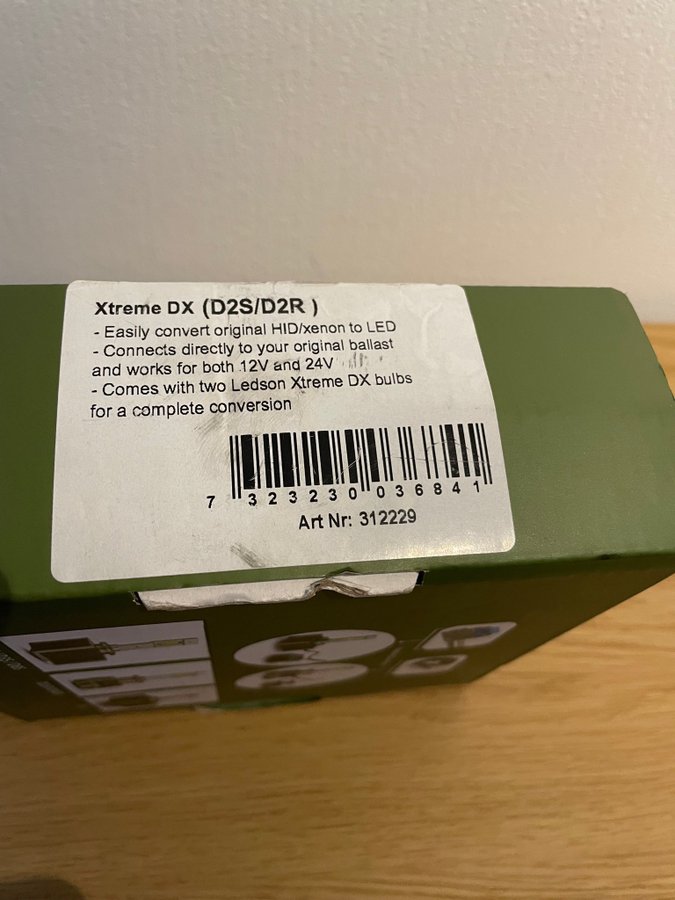 Xtreme DX (D2S/D2R )
- Easily convert original HID/xenon to LED
- Connects directly to your original ballast
and works for both 12V and 24V
- Comes with two Ledson Xtreme DX bulbs
for a complete conversion
7 323230 036841
Art Nr: 312229